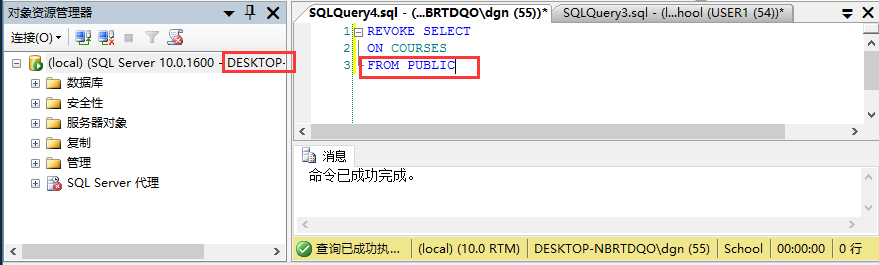 对象资源管理器
连接(O)
(local) (SQL Server 10.0.1600 - DESKTOP-
数据库
安全性
服务器对象
复制
管理
SQL Server 代理
SQLQuery4.sql - (...BRTDQO\dgn (55))*
SQLQuery3.sql - (l...hool (USER1 (54))*
1 REVOKE SELECT
2 ON COURSES
3 FROM PUBLIC
消息
命令已成功完成。
查询已成功执... (local) (10.0 RTM) DESKTOP-NBRTDQO\dgn (55) School 00:00:00 0 行